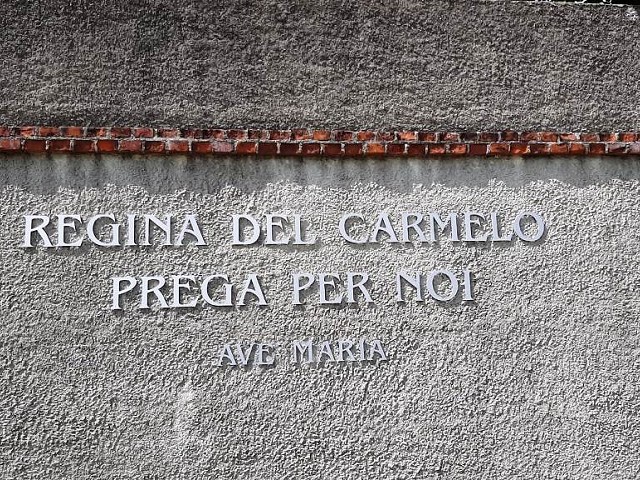 REGINA DEL CARMELO
PREGA PER NOI
AVE MARIA